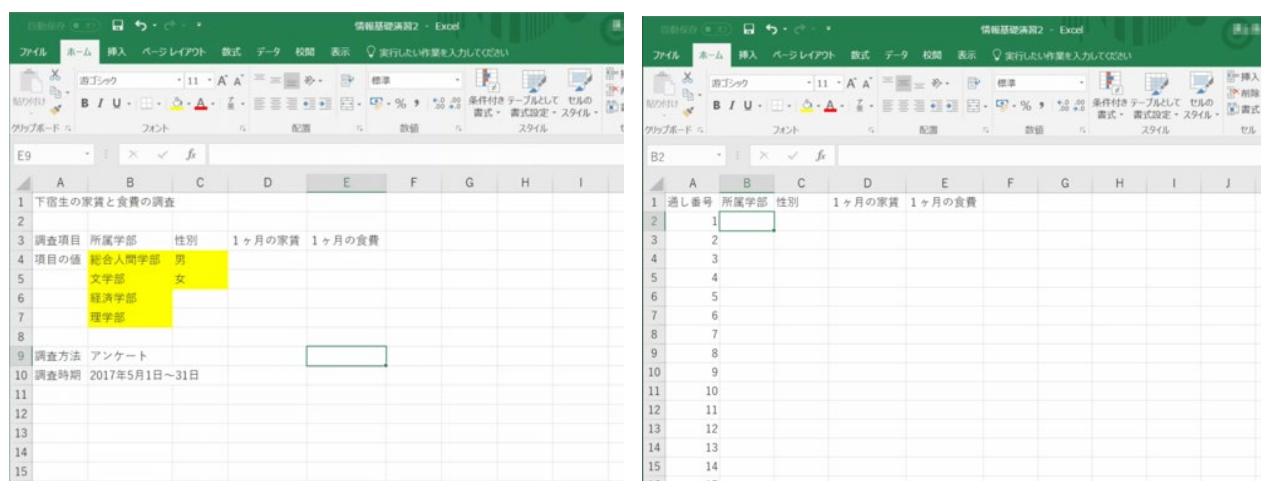 情報基礎演習2 - Excel
ファイル ホーム 挿入 ページレイアウト 数式 データ 校閲 表示 実行したい作業を入力してください
游ゴシック 11 A A 標準
B I U A % 条件付き 書式 テーブルとして 書式設定 セルの スタイル
クリップボード フォント 配置 数値 スタイル
E9 fx
A B C D E F G H I
1 下宿生の家賃と食費の調査
2
3 調査項目 所属学部 性別 1ヶ月の家賃 1ヶ月の食費
4 項目の値 総合人間学部 男
5 文学部 女
6 経済学部
7 理学部
8
9 調査方法 アンケート
10 調査時期 2017年5月1日~31日
11
12
13
14
15
情報基礎演習2 - Excel
ファイル ホーム 挿入 ページレイアウト 数式 データ 校閲 表示 実行したい作業を入力してください
游ゴシック 11 A A 標準 挿入
B I U A % 条件付き 書式 テーブルとして 書式設定 セルの スタイル 削除 書式
クリップボード フォント 配置 数値 スタイル セル
B2 fx
A B C D E F G H I J
1 通し番号 所属学部 性別 1ヶ月の家賃 1ヶ月の食費
2 1
3 2
4 3
5 4
6 5
7 6
8 7
9 8
10 9
11 10
12 11
13 12
14 13
15 14